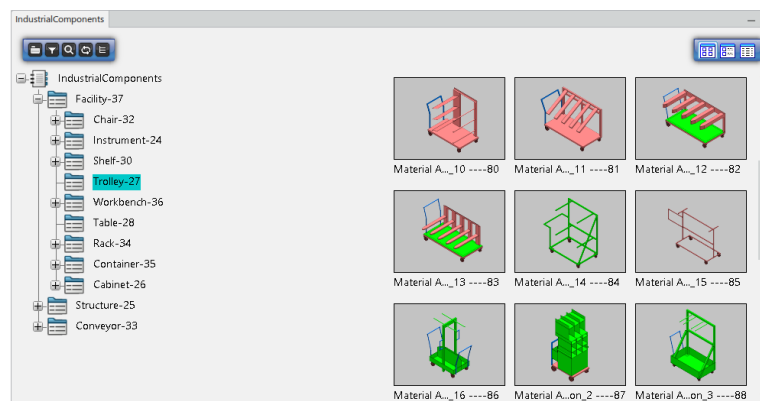 IndustrialComponents
IndustrialComponents
Facility-37
Chair-32
Instrument-24
Shelf-30
Trolley-27
Workbench-36
Table-28
Rack-34
Container-35
Cabinet-26
Structure-25
Conveyor-33
Material A..._10 ----80
Material A..._11 ----81
Material A..._12 ----82
Material A..._13 ----83
Material A..._14 ----84
Material A..._15 ----85
Material A..._16 ----86
Material A...on_2 ----87
Material A...on_3 ----88